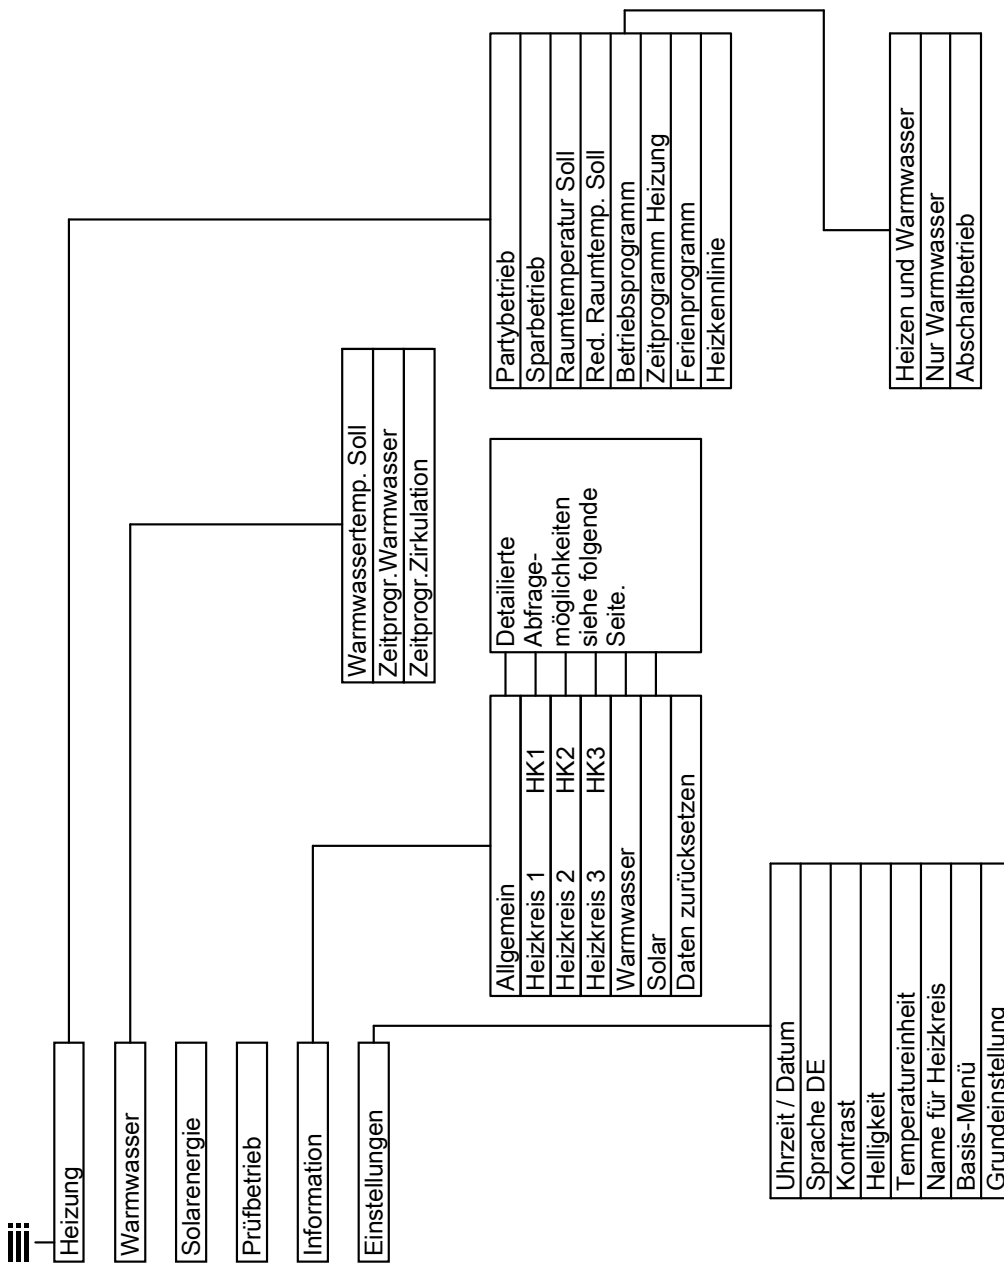 Heizung
Warmwasser
Solarenergie
Prüfbetrieb
Information
Einstellungen
Partybetrieb
Sparbetrieb
Raumtemperatur Soll
Red. Raumtemp. Soll
Betriebsprogramm
Zeitprogramm Heizung
Ferienprogramm
Heizkennlinie
Heizen und Warmwasser
Nur Warmwasser
Abschaltbetrieb
Warmwassertemp. Soll
Zeitprogr.Warmwasser
Zeitprogr.Zirkulation
Allgemein
Heizkreis 1 HK1
Heizkreis 2 HK2
Heizkreis 3 HK3
Warmwasser
Solar
Daten zurücksetzen
Detailierte
Abfrage-
möglichkeiten
siehe folgende
Seite.
Uhrzeit / Datum
Sprache DE
Kontrast
Helligkeit
Temperatureinheit
Name für Heizkreis
Basis-Menü
Grundeinstellung